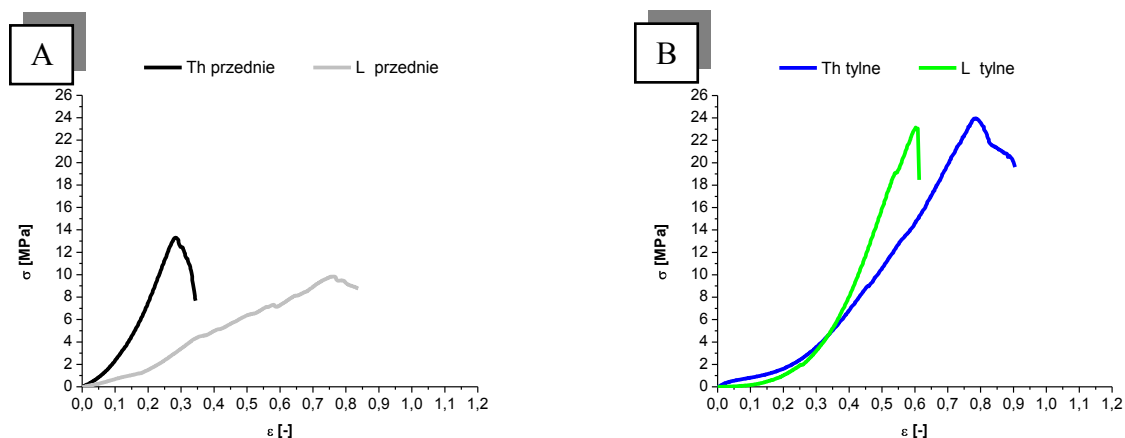 A
Th przednie
L przednie
26
24
22
20
18
16
14
12
10
8
6
4
2
0
σ [MPa]
0,0 0,1 0,2 0,3 0,4 0,5 0,6 0,7 0,8 0,9 1,0 1,1 1,2
ε [-]
B
Th tylne
L tylne
26
24
22
20
18
16
14
12
10
8
6
4
2
0
σ [MPa]
0,0 0,1 0,2 0,3 0,4 0,5 0,6 0,7 0,8 0,9 1,0 1,1 1,2
ε [-]